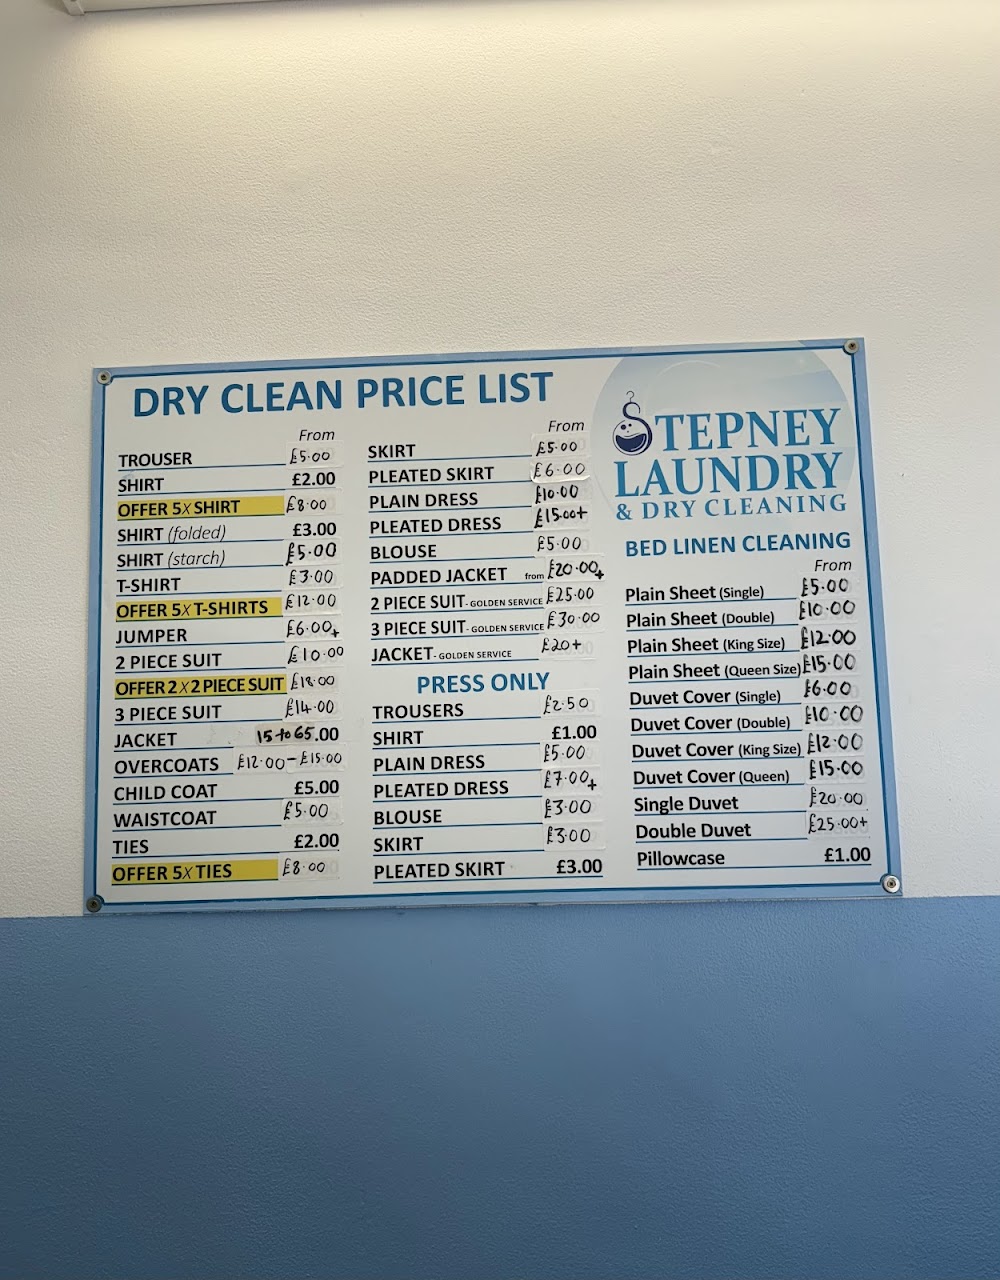 DRY CLEAN PRICE LIST
From
TROUSER £5.00
SHIRT £2.00
OFFER 5X SHIRT £8.00
SHIRT (folded) £3.00
SHIRT (starch) £5.00
T-SHIRT £3.00
OFFER 5X T-SHIRTS £12.00
JUMPER £6.00+
2 PIECE SUIT £10.00
OFFER 2X2 PIECE SUIT £18.00
3 PIECE SUIT £14.00
JACKET 15 to 65.00
OVERCOATS £12.00-£15.00
CHILD COAT £5.00
WAISTCOAT £5.00
TIES £2.00
OFFER 5X TIES £8.00
From
SKIRT £5.00
PLEATED SKIRT £6.00
PLAIN DRESS £10.00
PLEATED DRESS £15.00+
BLOUSE £5.00
PADDED JACKET from £20.00+
2 PIECE SUIT - GOLDEN SERVICE £25.00
3 PIECE SUIT - GOLDEN SERVICE £30.00
JACKET - GOLDEN SERVICE £20+
PRESS ONLY
TROUSERS £2.50
SHIRT £1.00
PLAIN DRESS £5.00
PLEATED DRESS £7.00+
BLOUSE £3.00
SKIRT £3.00
PLEATED SKIRT £3.00
STEPNEY
LAUNDRY
& DRY CLEANING
BED LINEN CLEANING
From
Plain Sheet (Single) £5.00
Plain Sheet (Double) £10.00
Plain Sheet (King Size) £12.00
Plain Sheet (Queen Size) £15.00
Duvet Cover (Single) £6.00
Duvet Cover (Double) £10.00
Duvet Cover (King Size) £12.00
Duvet Cover (Queen) £15.00
Single Duvet £20.00
Double Duvet £25.00+
Pillowcase £1.00